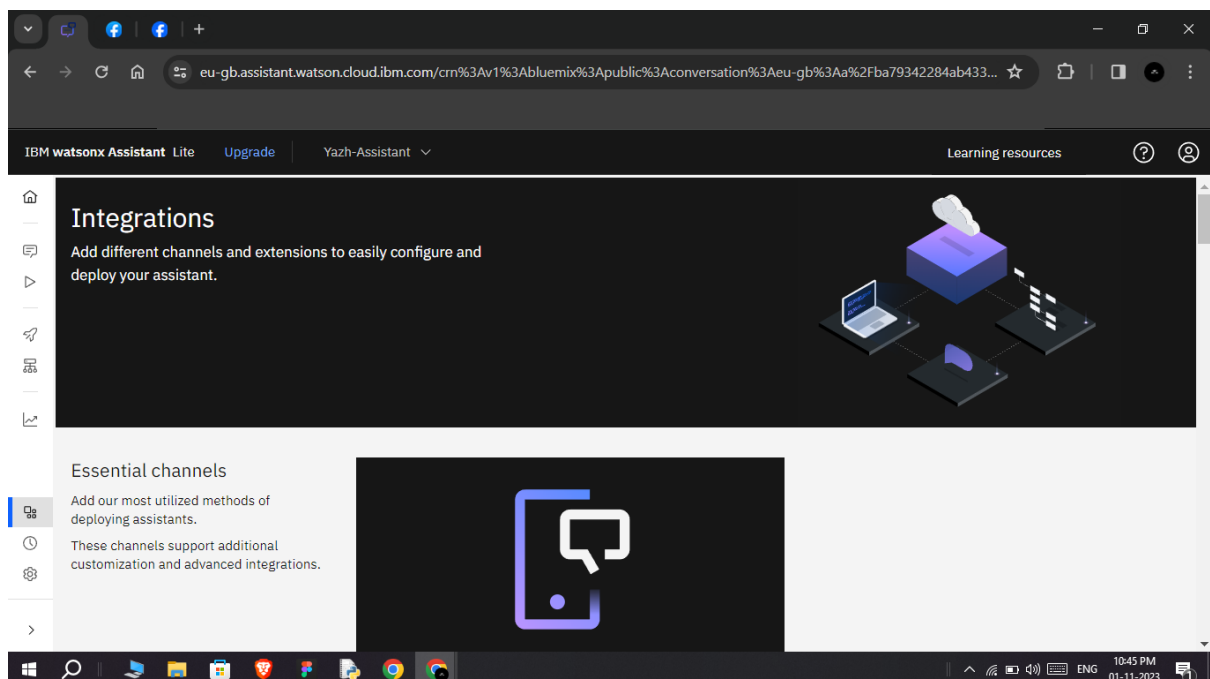 eu-gb.assistant.watson.cloud.ibm.com/crn%3Av1%3Abluemix%3Apublic%3Aconversation%3Aeu-gb%3Aa%2Fba79342284ab433...
IBM watsonx Assistant Lite Upgrade Yazh-Assistant Learning resources
Integrations
Add different channels and extensions to easily configure and
deploy your assistant.
Essential channels
Add our most utilized methods of
deploying assistants.
These channels support additional
customization and advanced integrations.
ENG
10:45 PM
01-11-2023